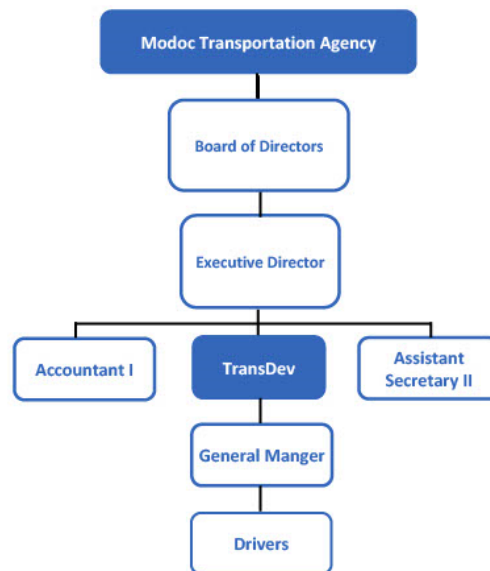 Modoc Transportation Agency
Board of Directors
Executive Director
Accountant I
TransDev
Assistant
Secretary II
General Manger
Drivers